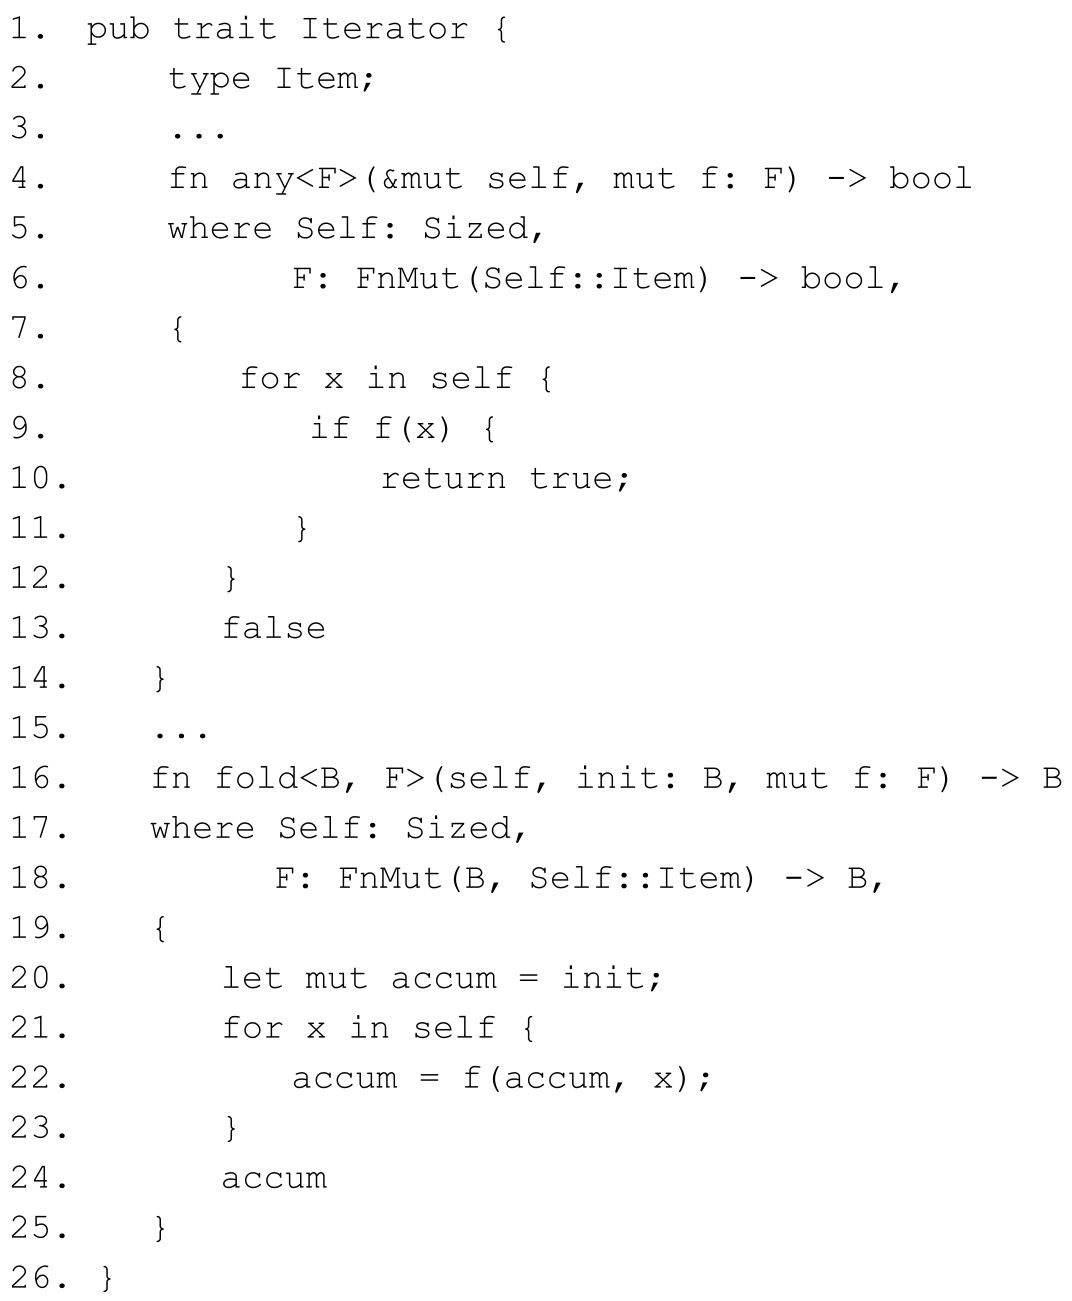 1. pub trait Iterator {
2. type Item;
3. ...
4. fn any<F>(&mut self, mut f: F) -> bool
5. where Self: Sized,
6. F: FnMut(Self::Item) -> bool,
7. {
8. for x in self {
9. if f(x) {
10. return true;
11. }
12. }
13. false
14. }
15. ...
16. fn fold<B, F>(self, init: B, mut f: F) -> B
17. where Self: Sized,
18. F: FnMut(B, Self::Item) -> B,
19. {
20. let mut accum = init;
21. for x in self {
22. accum = f(accum, x);
23. }
24. accum
25. }
26. }